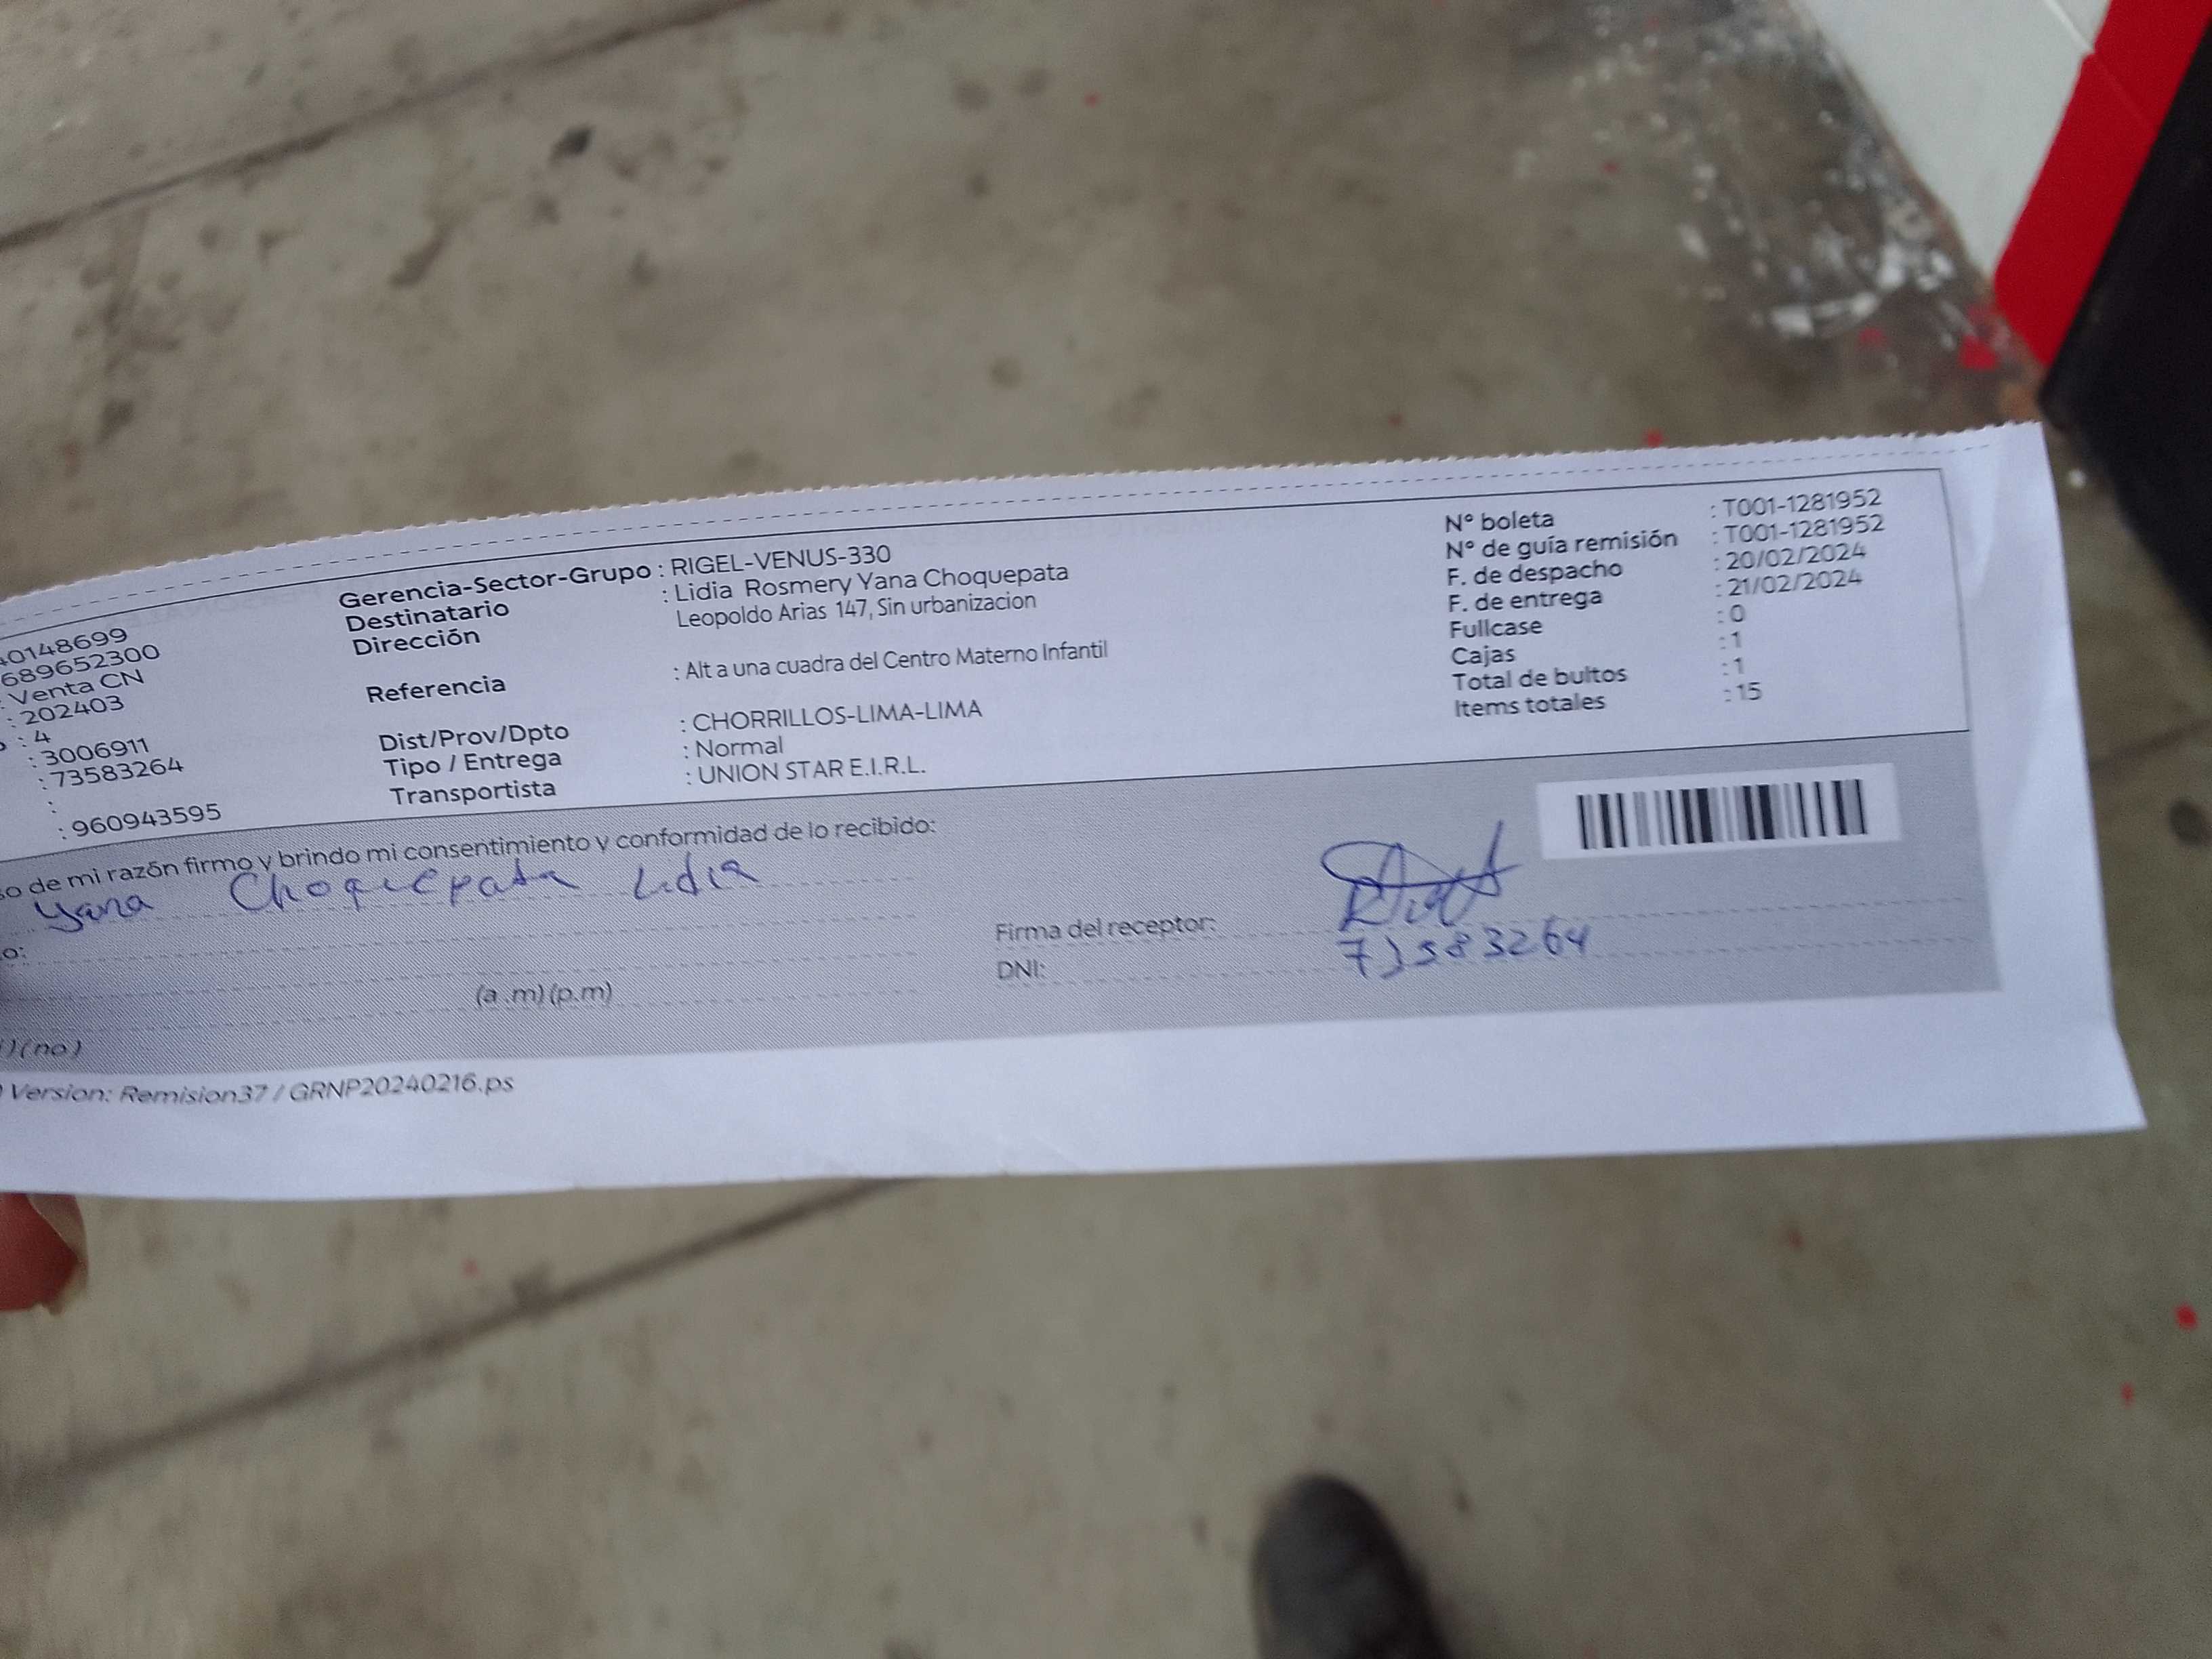 Gerencia-Sector-Grupo : RIGEL-VENUS-330
Destinatario : Lidia Rosmery Yana Choquepata
Dirección Leopoldo Arias 147, Sin urbanizacion
Referencia : Alt a una cuadra del Centro Materno Infantil
Dist/Prov/Dpto : CHORRILLOS-LIMA-LIMA
Tipo / Entrega : Normal
Transportista : UNION STAR E.I.R.L.
40148699
689652300
: Venta CN
: 202403
: 4
: 3006911
: 73583264
:
: 960943595
N° boleta : T001-1281952
N° de guía remisión : T001-1281952
F. de despacho : 20/02/2024
F. de entrega : 21/02/2024
Fullcase : 0
Cajas : 1
Total de bultos : 1
Items totales : 15
so de mi razón firmo y brindo mi consentimiento y conformidad de lo recibido:
Yana Choquepata Lidia
o:
(a .m) (p.m)
) (no)
Firma del receptor:
DNI: 73583264
Version: Remision37 / GRNP20240216.ps